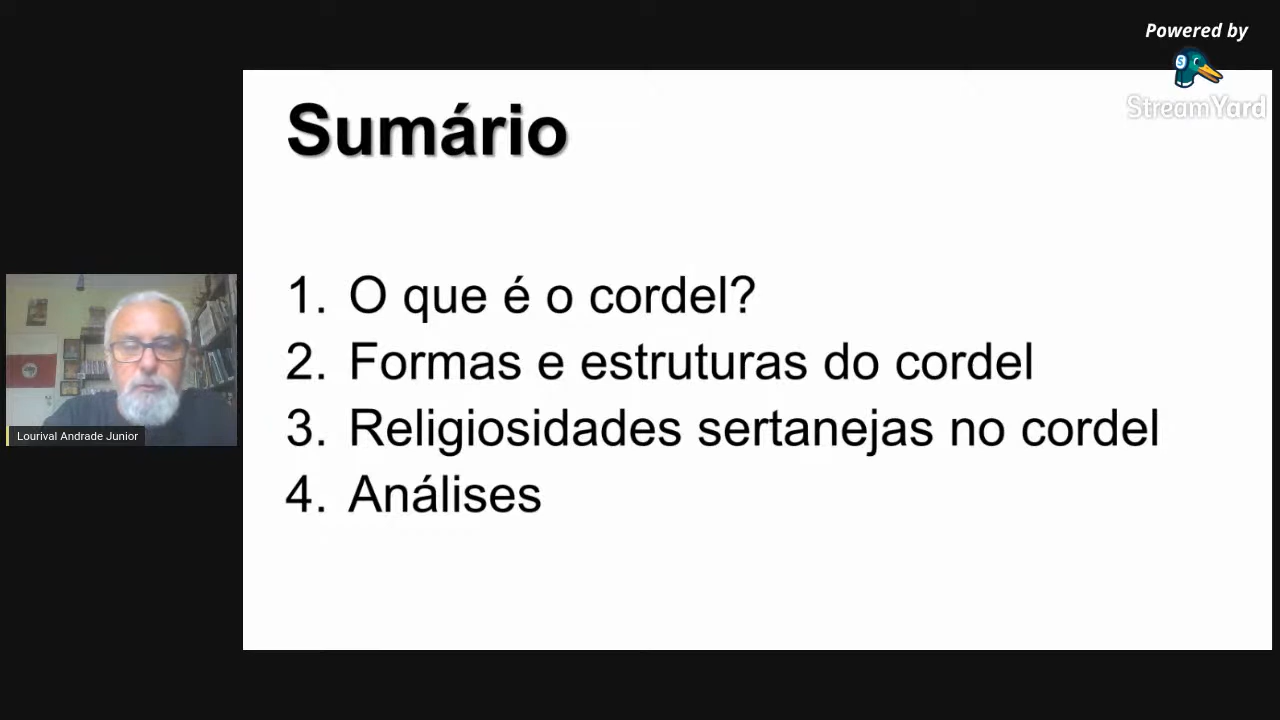 Powered by
StreamYard
Sumário
1. O que é o cordel?
2. Formas e estruturas do cordel
3. Religiosidades sertanejas no cordel
4. Análises
Lourival Andrade Junior